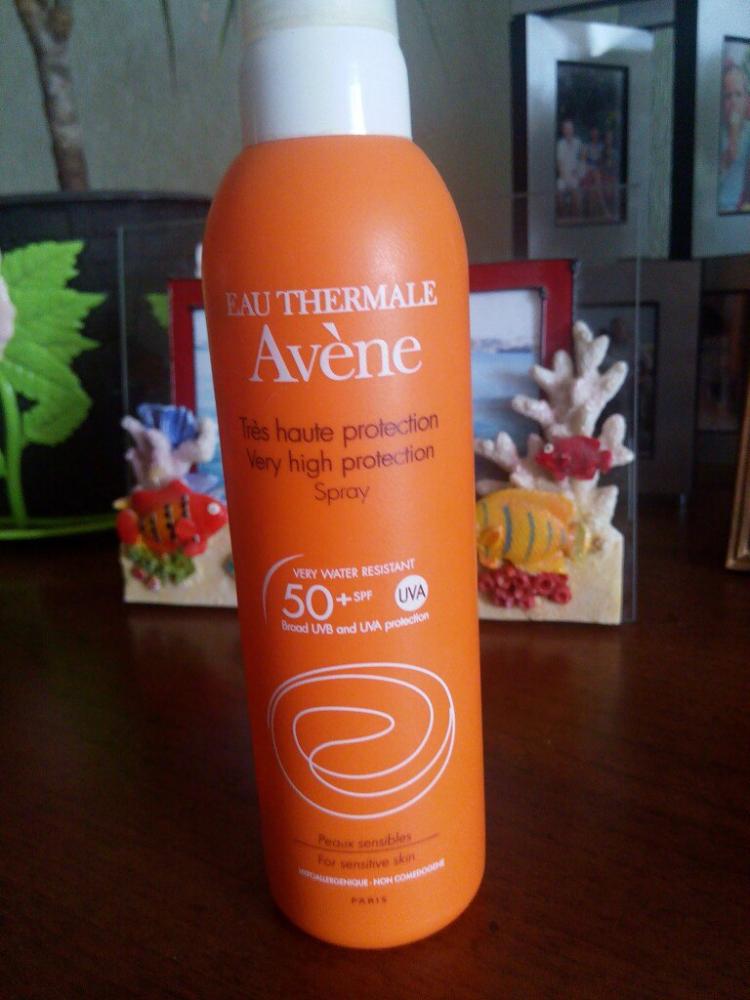 EAU THERMALE
Avène
Très haute protection
Very high protection
Spray
VERY WATER RESISTANT
50+ SPF UVA
Broad UVB and UVA protection
Peaux sensibles
For sensitive skin
HYPOALLERGENIQUE - NON COMEDOGENE
PARIS